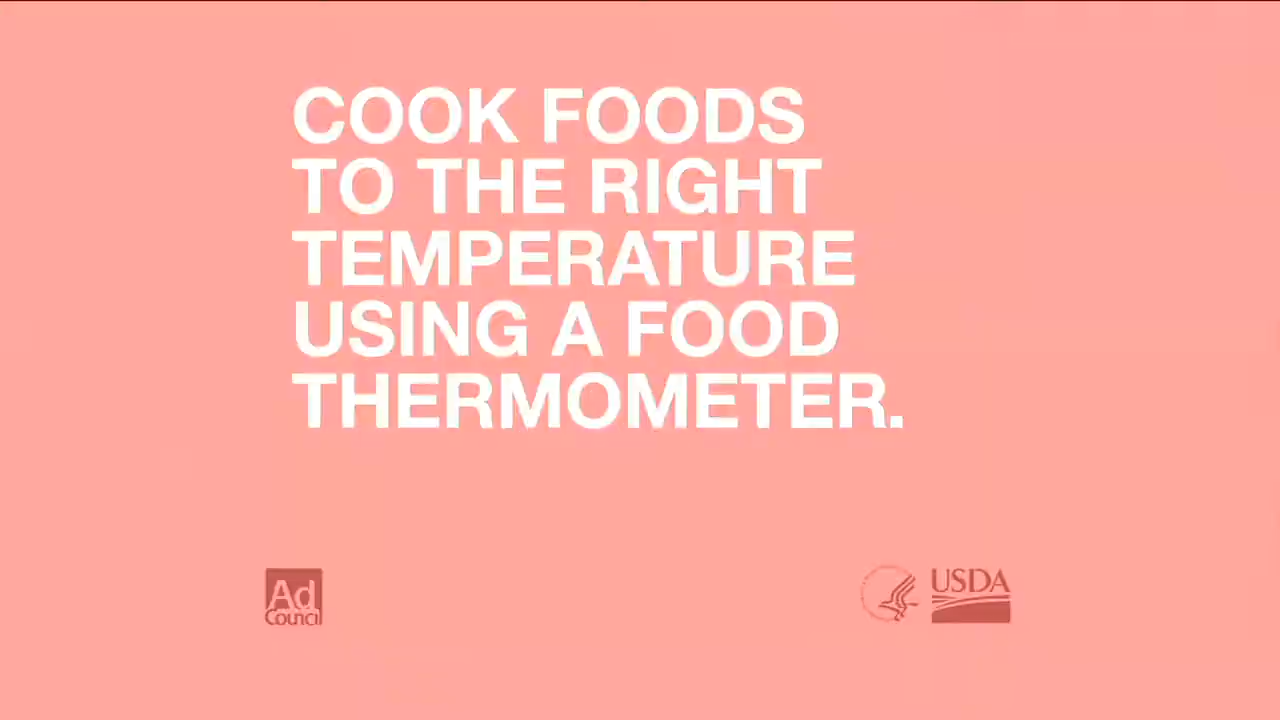 COOK FOODS
TO THE RIGHT
TEMPERATURE
USING A FOOD
THERMOMETER.
Ad
Council
USDA